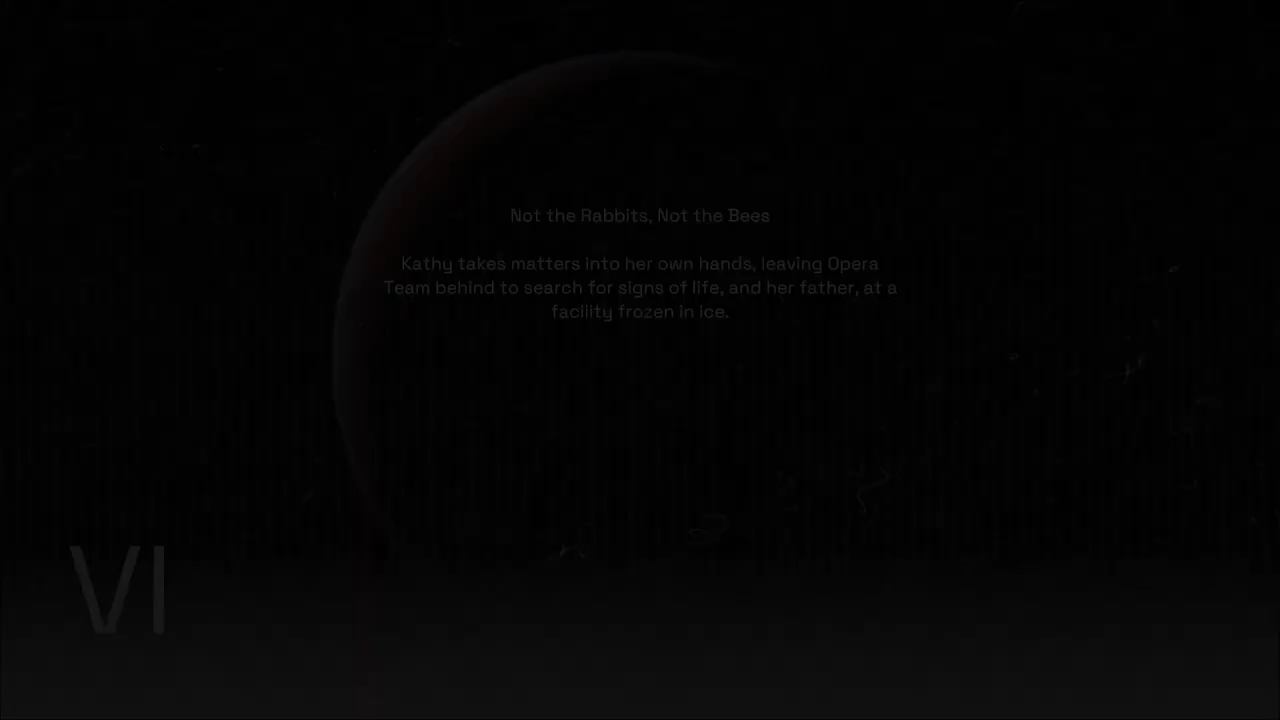 Not the Rabbits, Not the Bees
Kathy takes matters into her own hands, leaving Opera
Team behind to search for signs of life, and her father, at a
facility frozen in ice.
VI